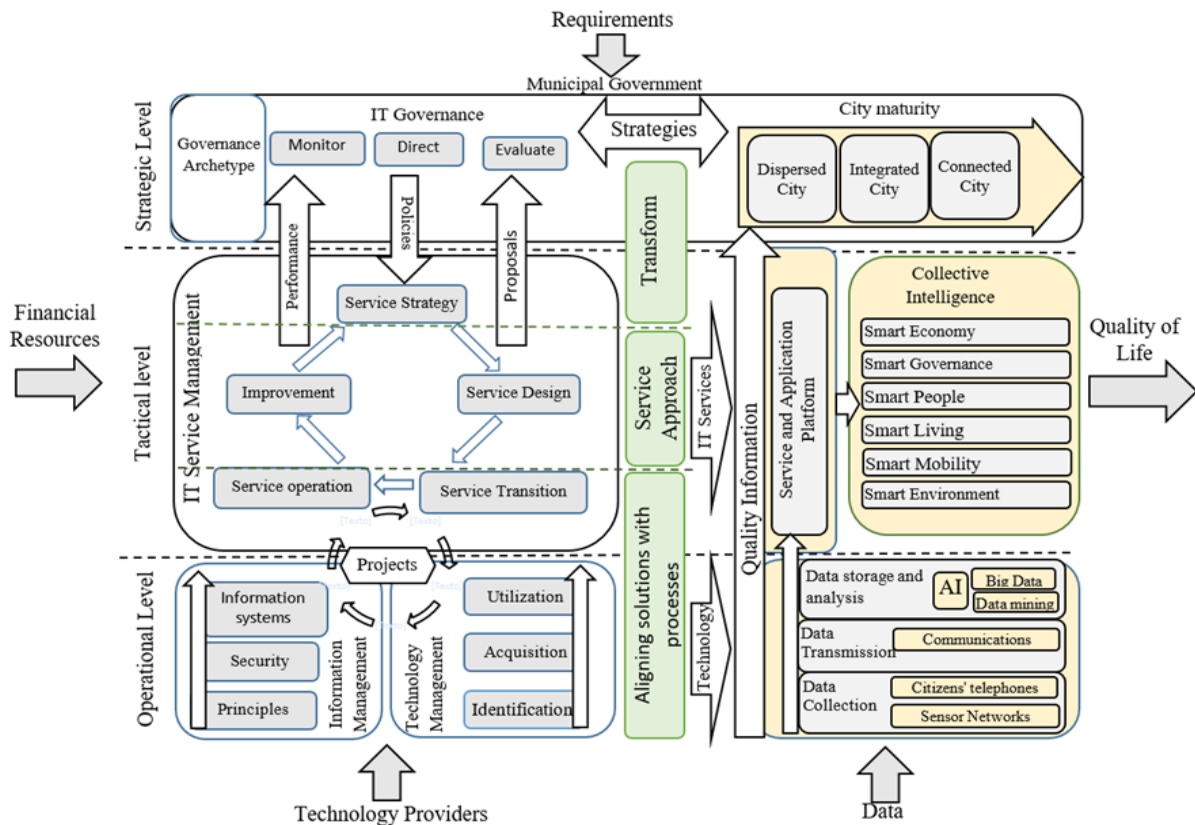 Requirements
Municipal Government
Strategic Level
Governance
Archetype
IT Governance
Monitor
Direct
Evaluate
Strategies
City maturity
Dispersed
City
Integrated
City
Connected
City
Performance
Policies
Proposals
Transform
Financial
Resources
Tactical level
IT Service Management
Service Strategy
Improvement
Service Design
Service operation
Service Transition
[Texto]
[Texto]
Service
Approach
IT Services
Quality Information
Service and Application
Platform
Collective
Intelligence
Smart Economy
Smart Governance
Smart People
Smart Living
Smart Mobility
Smart Environment
Quality of
Life
Operational Level
Projects
[Texto]
[Texto]
Information
systems
Security
Principles
Information
Management
Technology
Management
Utilization
Acquisition
Identification
Aligning solutions with
processes
Technology
Data storage and
analysis
AI
Big Data
Data mining
Data
Transmission
Communications
Data
Collection
Citizens' telephones
Sensor Networks
Technology Providers
Data